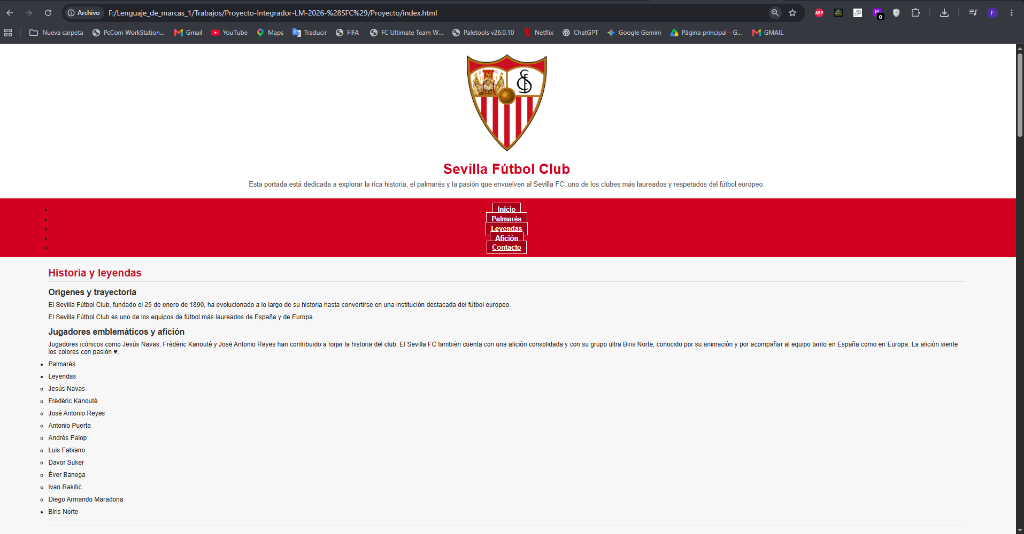 Archivo F:/Lenguaje_de_marcas_1/Trabajos/Proyecto-Integrador-LM-2026-%28SFC%29/Proyecto/index.html
Nueva carpeta PcCom WorkStation... Gmail YouTube Maps Traducir FIFA FC Ultimate Team W... Paletools v26.0.10 Netflix ChatGPT Google Gemini Página principal - G... GMAIL
Sevilla Fútbol Club
Esta portada está dedicada a explorar la rica historia, el palmarés y la pasión que envuelven al Sevilla FC, uno de los clubes más laureados y respetados del fútbol europeo.
Inicio
Palmarés
Leyendas
Afición
Contacto
Historia y leyendas
Orígenes y trayectoria
El Sevilla Fútbol Club, fundado el 25 de enero de 1890, ha evolucionado a lo largo de su historia hasta convertirse en una institución destacada del fútbol europeo.
El Sevilla Fútbol Club es uno de los equipos de fútbol más laureados de España y de Europa
Jugadores emblemáticos y afición
Jugadores icónicos como Jesús Navas, Frédéric Kanouté y José Antonio Reyes han contribuido a forjar la historia del club. El Sevilla FC también cuenta con una afición consolidada y con su grupo ultra Biris Norte, conocido por su animación y por acompañar al equipo tanto en España como en Europa. La afición siente
los colores con pasión ♥.
Palmarés
Leyendas
Jesús Navas
Frédéric Kanouté
José Antonio Reyes
Antonio Puerta
Andrés Palop
Luis Fabiano
Davor Suker
Éver Banega
Ivan Rakitić
Diego Armando Maradona
Biris Norte